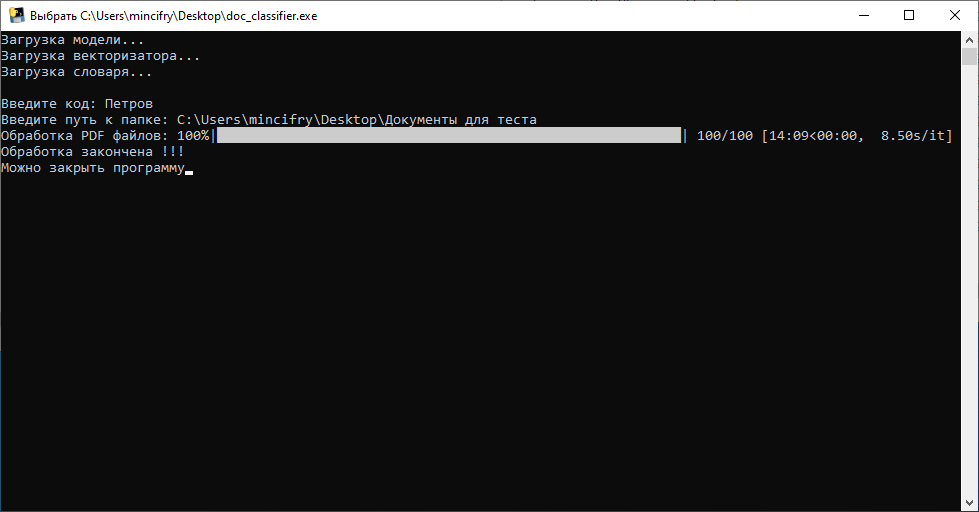 Выбрать C:\Users\mincifry\Desktop\doc_classifier.exe
Загрузка модели...
Загрузка векторизатора...
Загрузка словаря...
Введите код: Петров
Введите путь к папке: C:\Users\mincifry\Desktop\Документы для теста
Обработка PDF файлов: 100%| | 100/100 [14:09<00:00, 8.50s/it]
Обработка закончена !!!
Можно закрыть программу